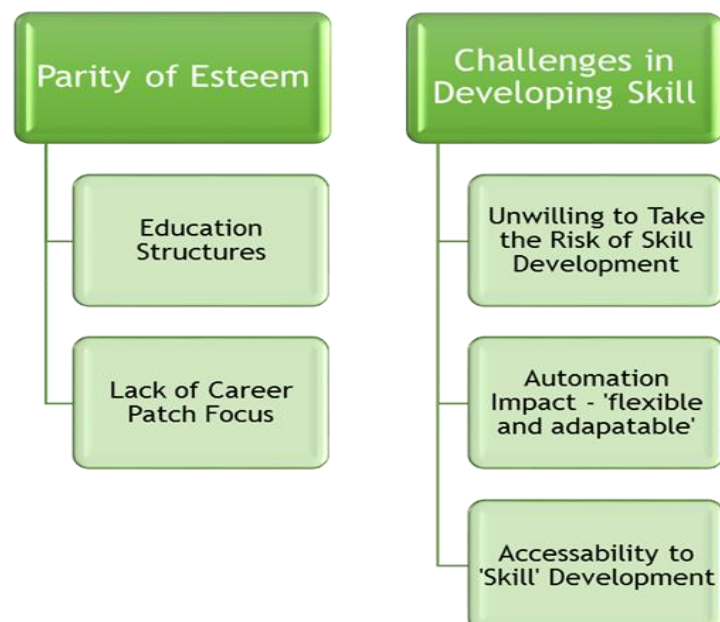 Parity of Esteem
Education
Structures
Lack of Career
Patch Focus
Challenges in
Developing Skill
Unwilling to Take
the Risk of Skill
Development
Automation
Impact - 'flexible
and adapatable'
Accessability to
'Skill' Development